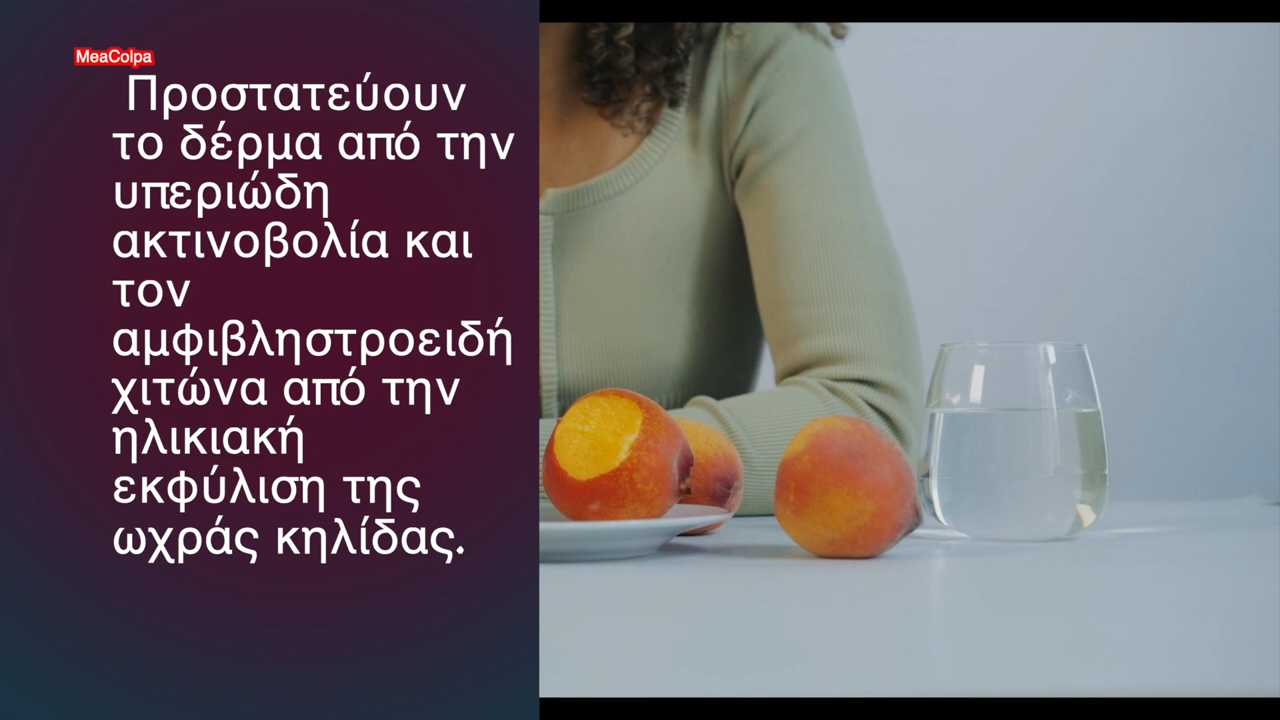 MeaColpa
Προστατεύουν
το δέρμα από την
υπεριώδη
ακτινοβολία και
τον
αμφιβληστροειδή
χιτώνα από την
ηλικιακή
εκφύλιση της
ωχράς κηλίδας.